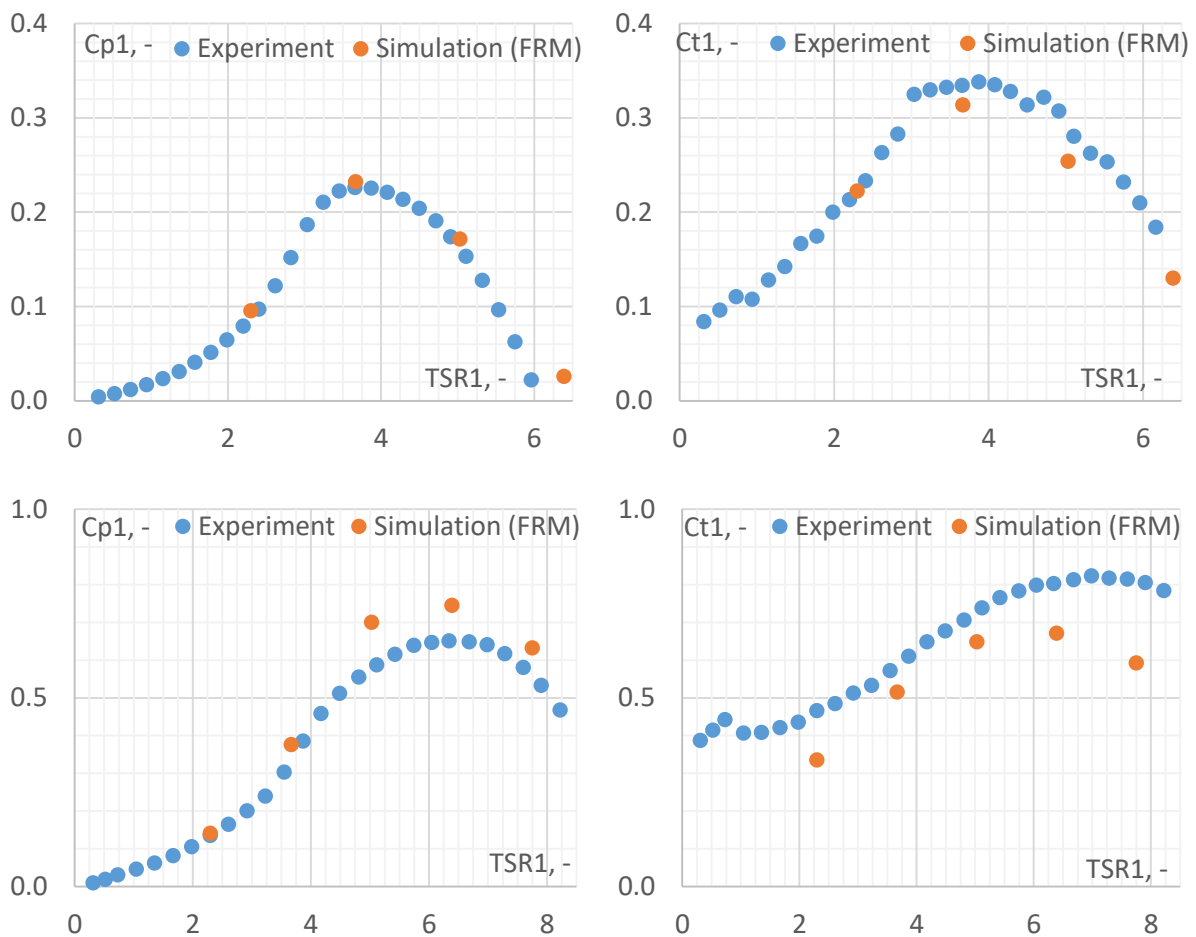 0.4
Cp1, - Experiment Simulation (FRM)
0.3
0.2
0.1
TSR1, -
0.0
0 2 4 6
0.4
Ct1, - Experiment Simulation (FRM)
0.3
0.2
0.1
TSR1, -
0.0
0 2 4 6
1.0
Cp1, - Experiment Simulation (FRM)
0.5
TSR1, -
0.0
0 2 4 6 8
1.0
Ct1, - Experiment Simulation (FRM)
0.5
TSR1, -
0.0
0 2 4 6 8